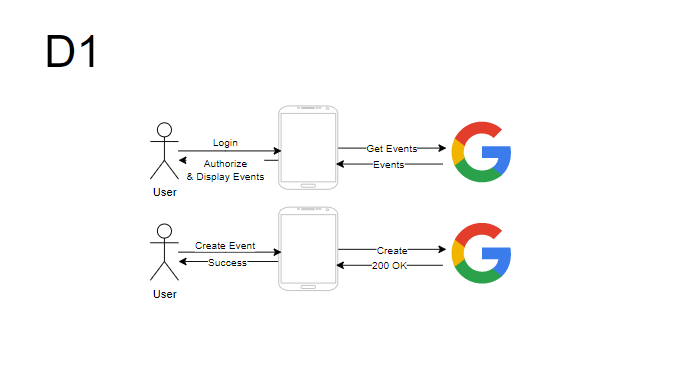 D1
Login
Get Events
Authorize
& Display Events
Events
User
Create Event
Create
Success
200 OK
User